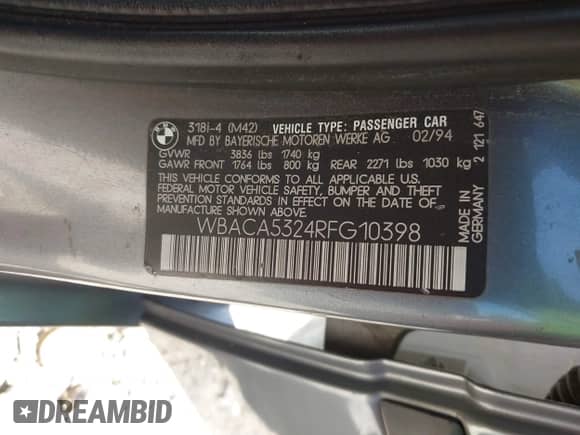 BMW
318i-4 (M42) VEHICLE TYPE: PASSENGER CAR
MFD BY BAYERISCHE MOTOREN WERKE AG 02/94
GVWR 3836 lbs 1740 kg
GAWR FRONT 1764 lbs 800 kg REAR 2271 lbs 1030 kg
THIS VEHICLE CONFORMS TO ALL APPLICABLE U.S.
FEDERAL MOTOR VEHICLE SAFETY, BUMPER AND THEFT
PREVENTION STANDARDS IN EFFECT ON THE DATE OF
MANUFACTURE SHOWN ABOVE.
WBACA5324RFG10398
2 121 647
DREAMBID